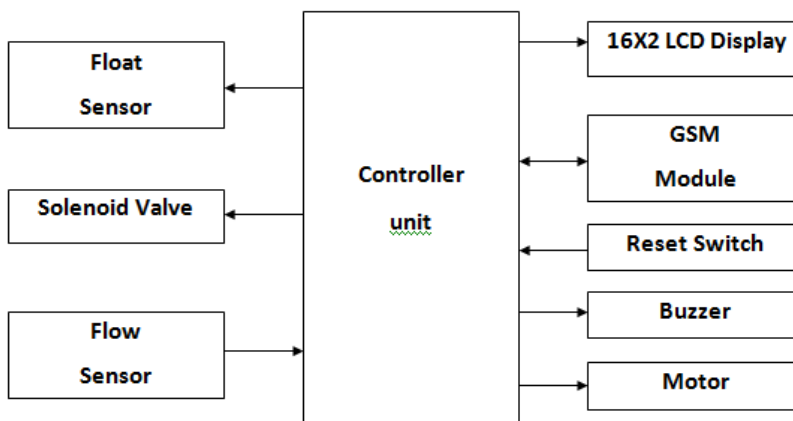 Float
Sensor
Solenoid Valve
Flow
Sensor
Controller
unit
16X2 LCD Display
GSM
Module
Reset Switch
Buzzer
Motor